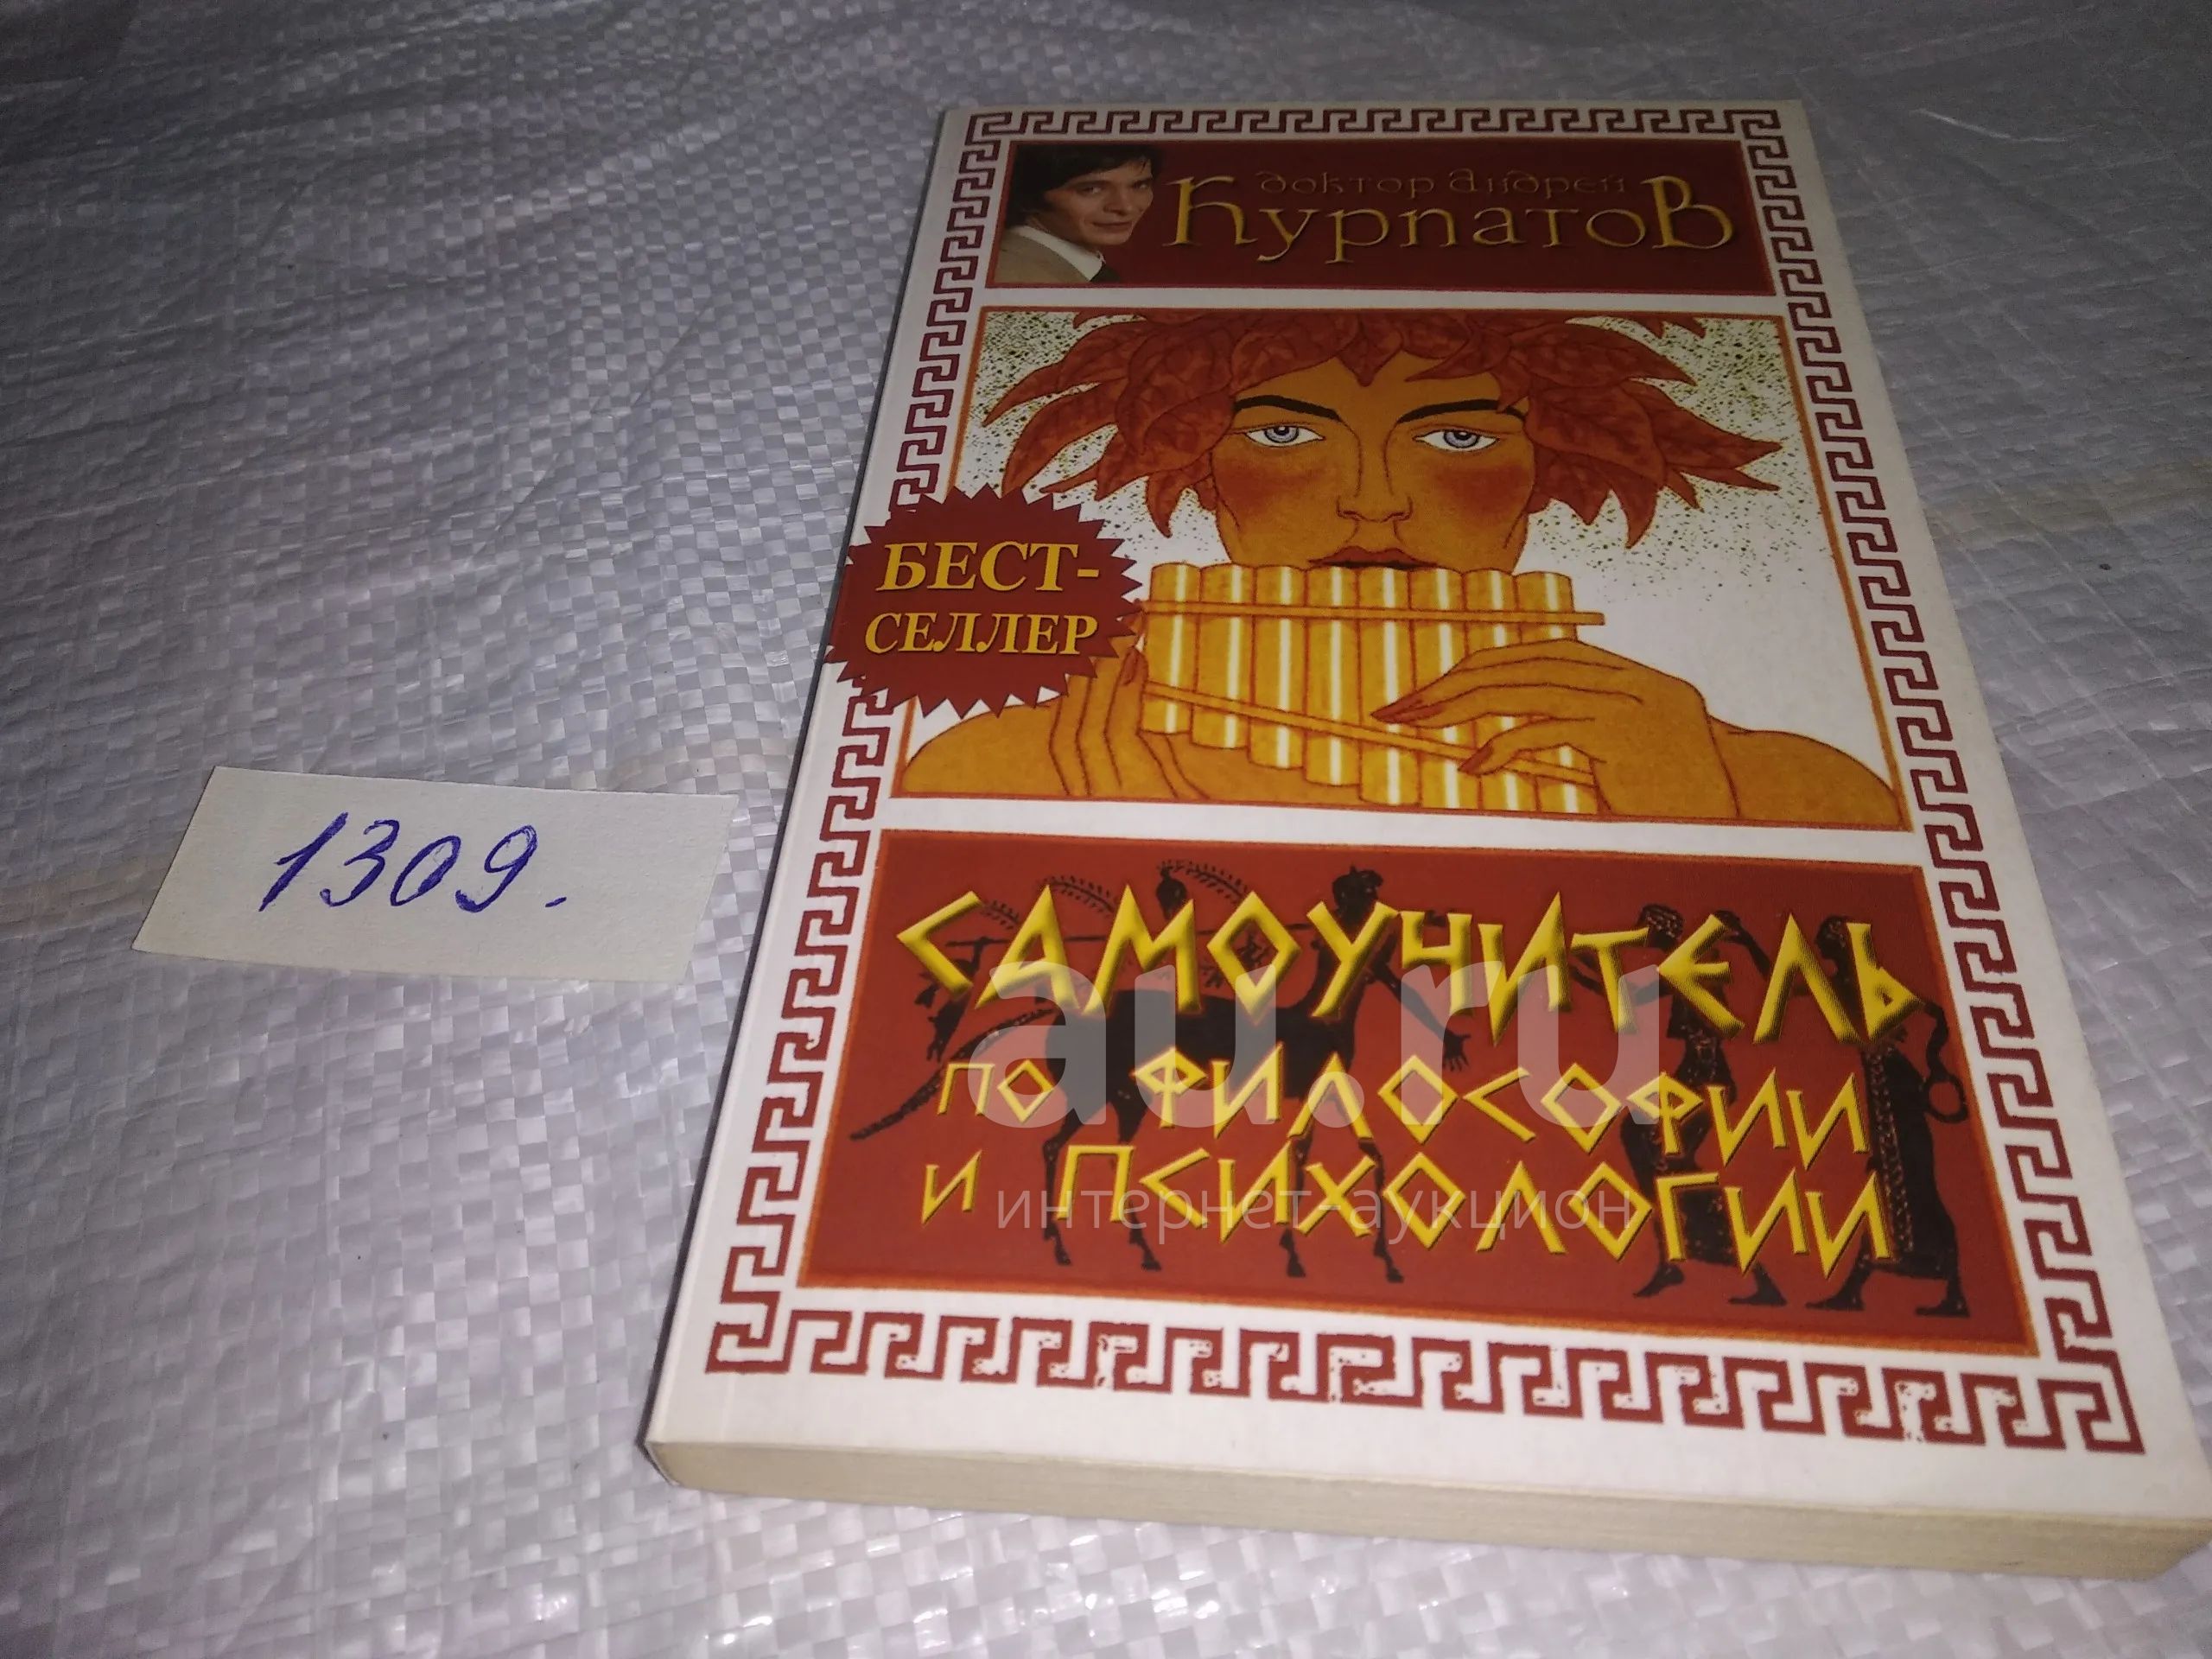 доктор Андрей
Курпатов
БЕСТ-
СЕЛЛЕР
1309.
САМОУЧИТЕЛЬ
ПО ФИЛОСОФИИ
И ПСИХОЛОГИИ
au.ru
интернет-аукцион